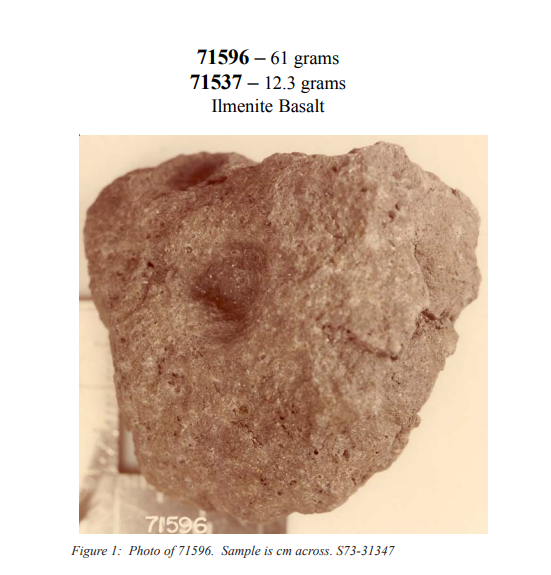 71596 – 61 grams
71537 – 12.3 grams
Ilmenite Basalt
71596
Figure 1: Photo of 71596. Sample is cm across. S73-31347